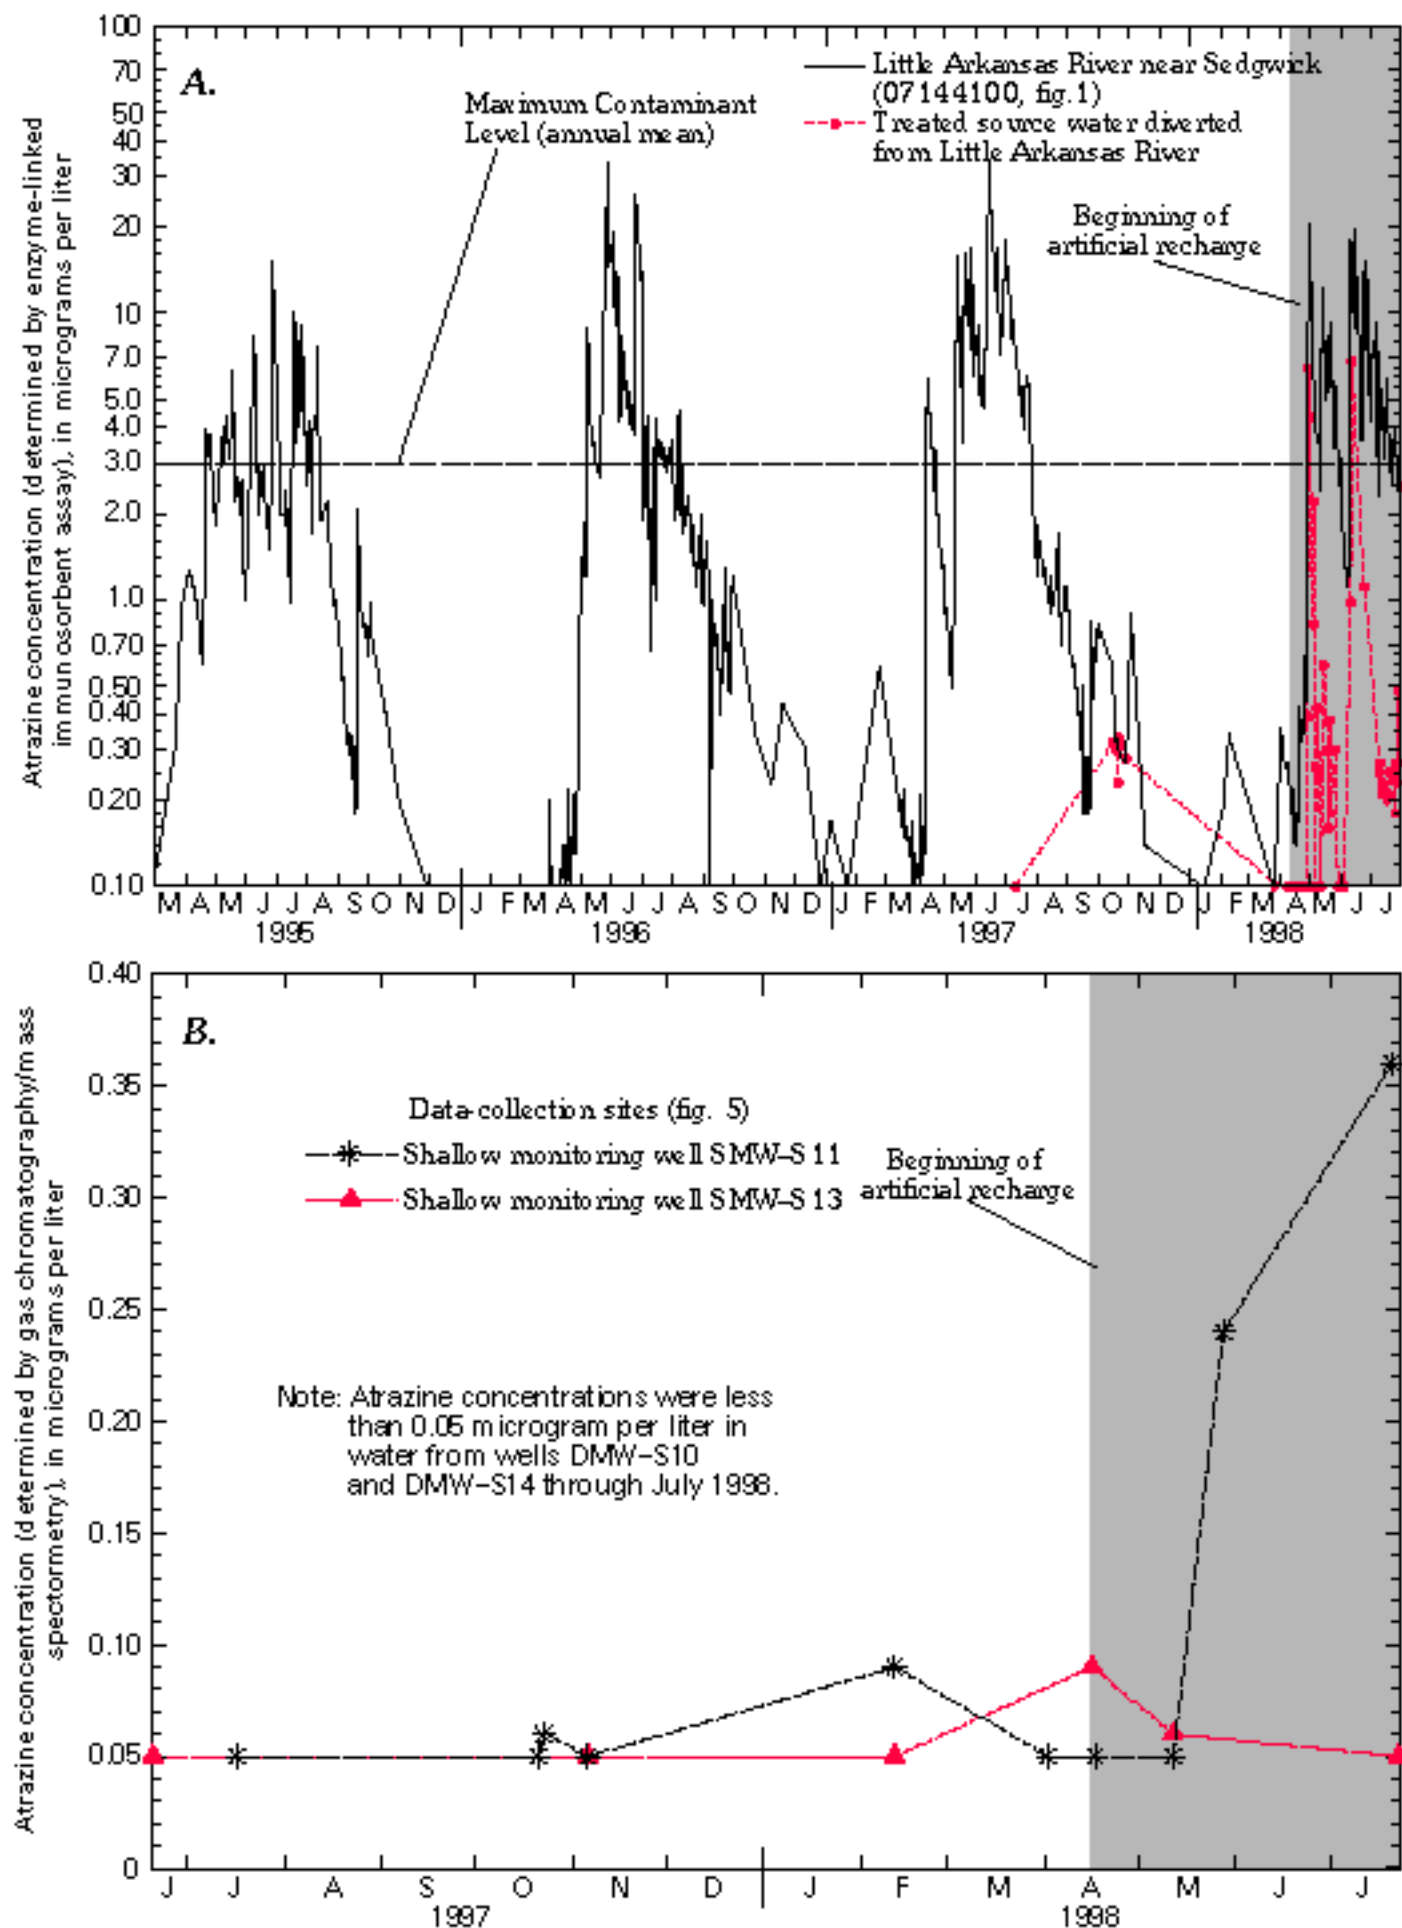 100
70
50
40
30
20
10
7.0
5.0
4.0
3.0
2.0
1.0
0.70
0.50
0.40
0.30
0.20
0.10
Atrazine concentration (determined by enzyme-linked
immunosorbent assay), in micrograms per liter
A.
Maximum Contaminant
Level (annual mean)
Little Arkansas River near Sedgwick
(07144100, fig.1)
Treated source water diverted
from Little Arkansas River
Beginning of
artificial recharge
M A M J J A S O N D J F M A M J J A S O N D J F M A M J J A S O N D J F M A M J J
1995 1996 1997 1998
0.40
0.35
0.30
0.25
0.20
0.15
0.10
0.05
0
Atrazine concentration (determined by gas chromatography/mass
spectormetry), in micrograms per liter
B.
Data-collection sites (fig. 5)
Shallow monitoring well SMW-S11
Shallow monitoring well SMW-S13
Beginning of
artificial recharge
Note: Atrazine concentrations were less
than 0.05 microgram per liter in
water from wells DMW-S10
and DMW-S14 through July 1998.
J J A S O N D J F M A M J J
1997 1998